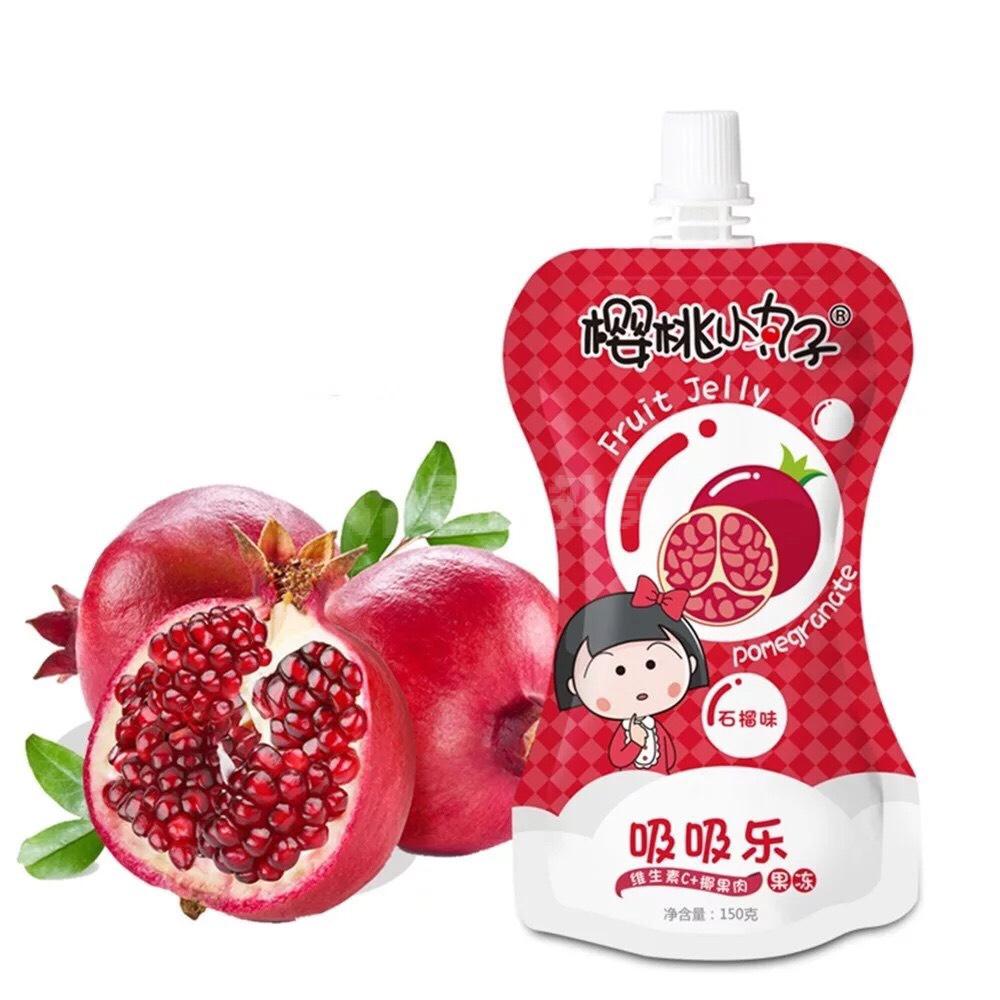 樱桃小丸子®
Fruit Jelly
Pomegranate
石榴味
吸吸乐
维生素C+椰果肉 果冻
净含量：150克